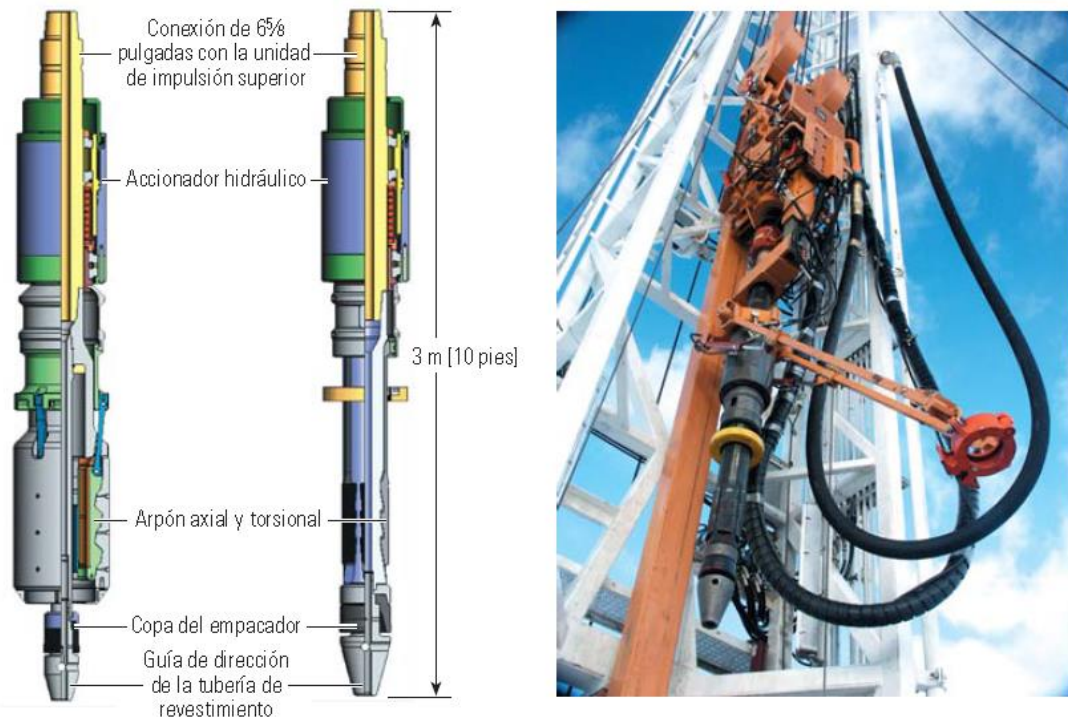 Conexión de 6⅝
pulgadas con la unidad
de impulsión superior
Accionador hidráulico
3 m [10 pies]
Arpón axial y torsional
Copa del empacador
Guía de dirección
de la tubería de
revestimiento